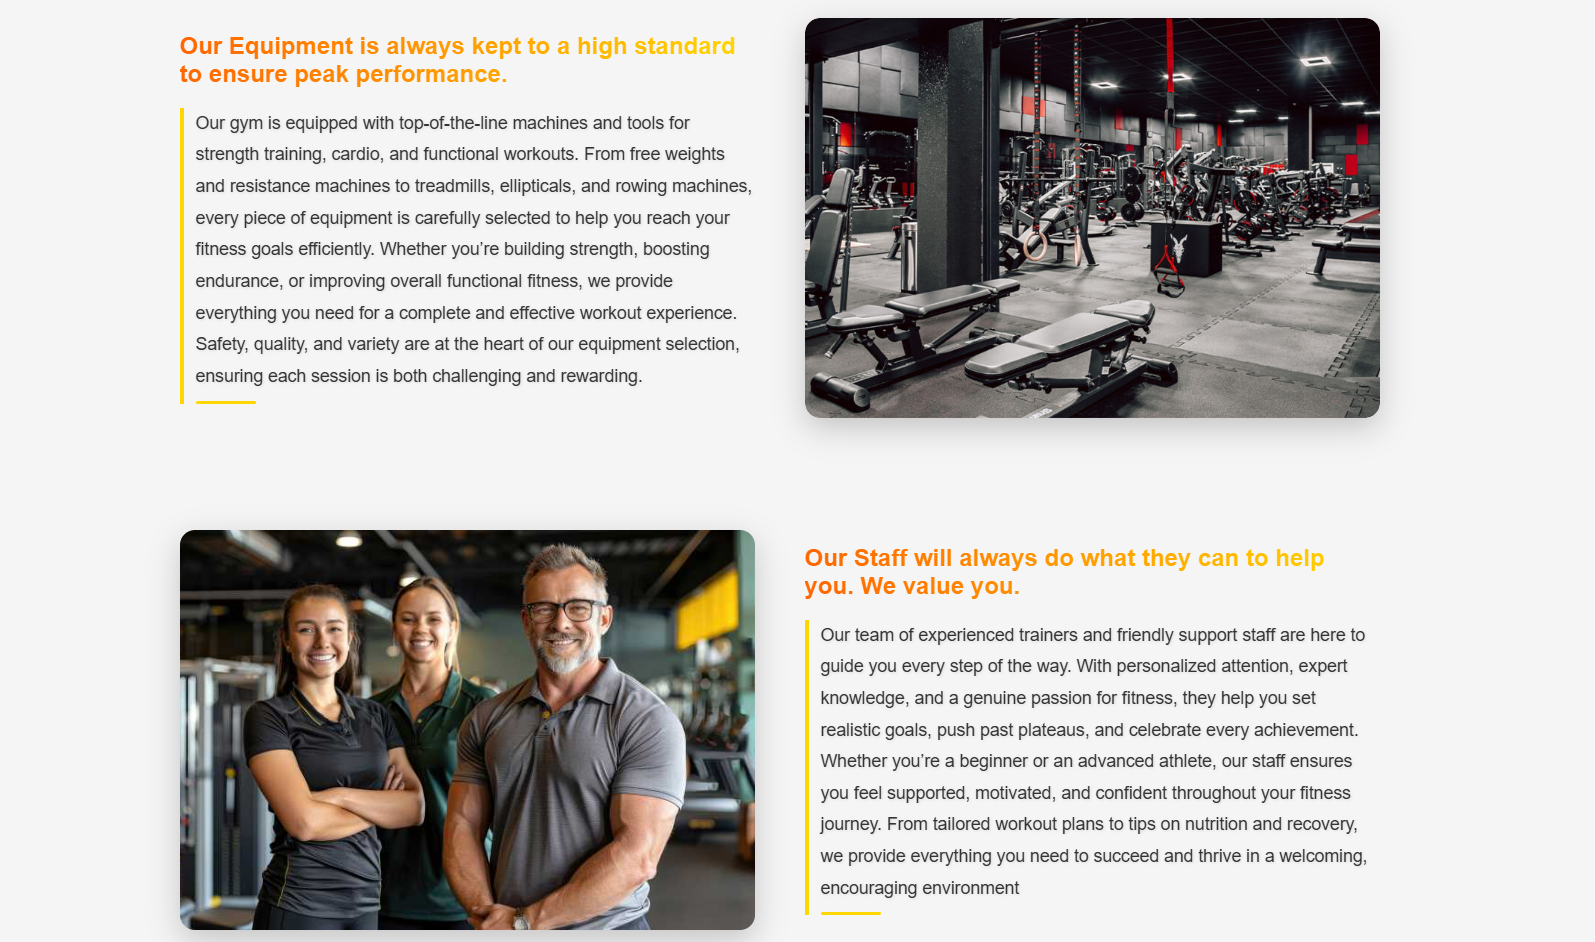 Our Equipment is always kept to a high standard
to ensure peak performance.
Our gym is equipped with top-of-the-line machines and tools for
strength training, cardio, and functional workouts. From free weights
and resistance machines to treadmills, ellipticals, and rowing machines,
every piece of equipment is carefully selected to help you reach your
fitness goals efficiently. Whether you’re building strength, boosting
endurance, or improving overall functional fitness, we provide
everything you need for a complete and effective workout experience.
Safety, quality, and variety are at the heart of our equipment selection,
ensuring each session is both challenging and rewarding.
Our Staff will always do what they can to help
you. We value you.
Our team of experienced trainers and friendly support staff are here to
guide you every step of the way. With personalized attention, expert
knowledge, and a genuine passion for fitness, they help you set
realistic goals, push past plateaus, and celebrate every achievement.
Whether you’re a beginner or an advanced athlete, our staff ensures
you feel supported, motivated, and confident throughout your fitness
journey. From tailored workout plans to tips on nutrition and recovery,
we provide everything you need to succeed and thrive in a welcoming,
encouraging environment